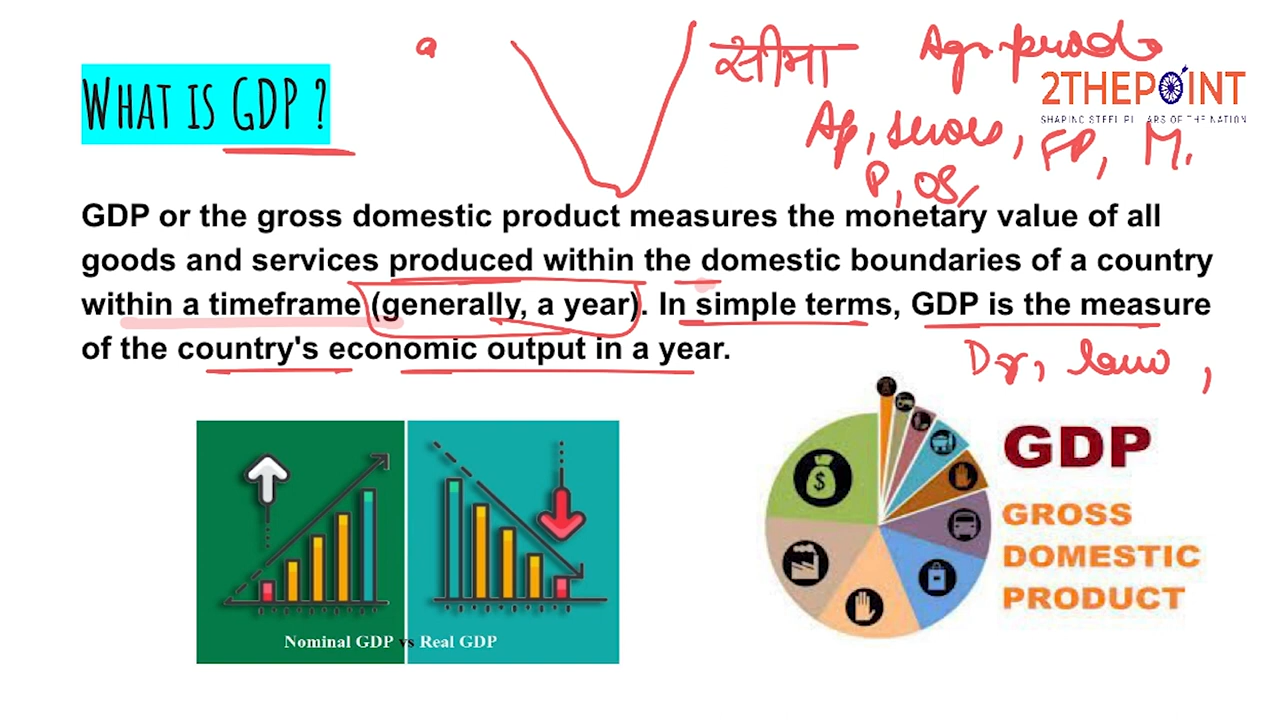 सीमा
2THEPOINT
SHAPING STEEL PILLARS OF THE NATION
WHAT IS GDP ?
FP, M.
P, OS,
GDP or the gross domestic product measures the monetary value of all
goods and services produced within the domestic boundaries of a country
within a timeframe (generally, a year). In simple terms, GDP is the measure
of the country's economic output in a year.
$
GDP
GROSS
DOMESTIC
PRODUCT
Nominal GDP vs Real GDP